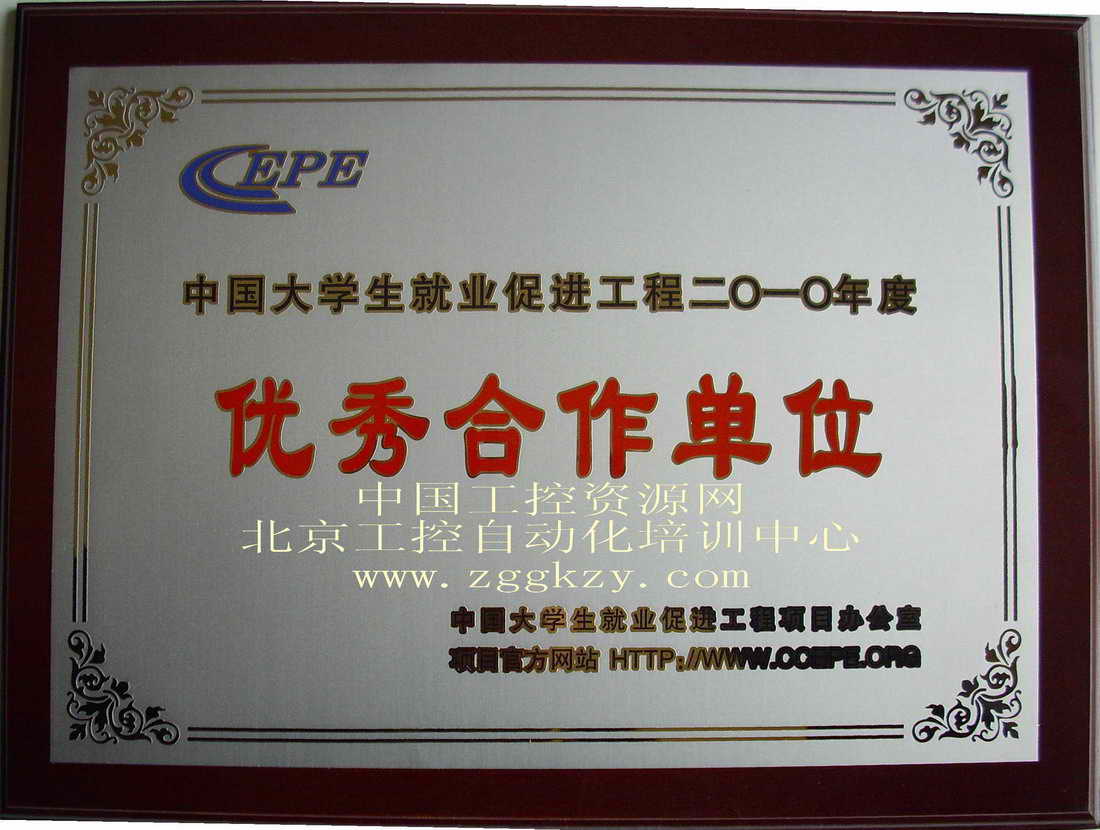 CCEPE
中国大学生就业促进工程二〇一〇年度
优秀合作单位
中国工控资源网
北京工控自动化培训中心
www.zggkzy.com
中国大学生就业促进工程项目办公室
项目官方网站 HTTP://WWW.CCEPE.ORG